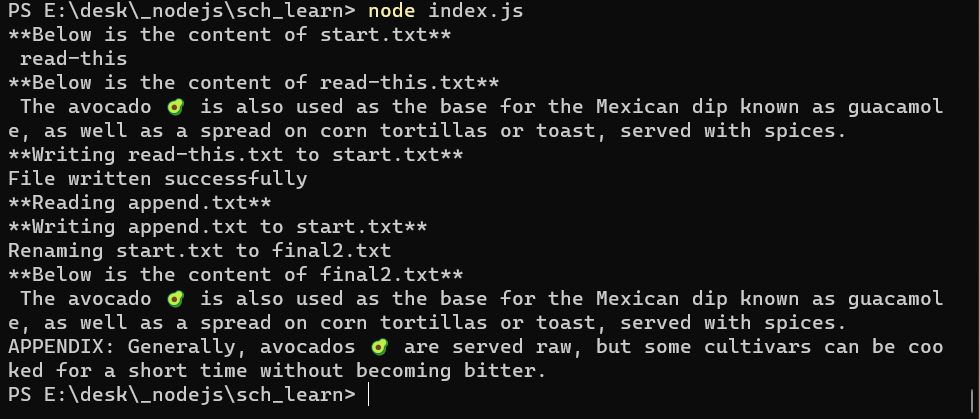 PS E:\desk\_nodejs\sch_learn> node index.js
**Below is the content of start.txt**
 read-this
**Below is the content of read-this.txt**
 The avocado 🥑 is also used as the base for the Mexican dip known as guacamol
e, as well as a spread on corn tortillas or toast, served with spices.
**Writing read-this.txt to start.txt**
File written successfully
**Reading append.txt**
**Writing append.txt to start.txt**
Renaming start.txt to final2.txt
**Below is the content of final2.txt**
 The avocado 🥑 is also used as the base for the Mexican dip known as guacamol
e, as well as a spread on corn tortillas or toast, served with spices.
APPENDIX: Generally, avocados 🥑 are served raw, but some cultivars can be coo
ked for a short time without becoming bitter.
PS E:\desk\_nodejs\sch_learn>